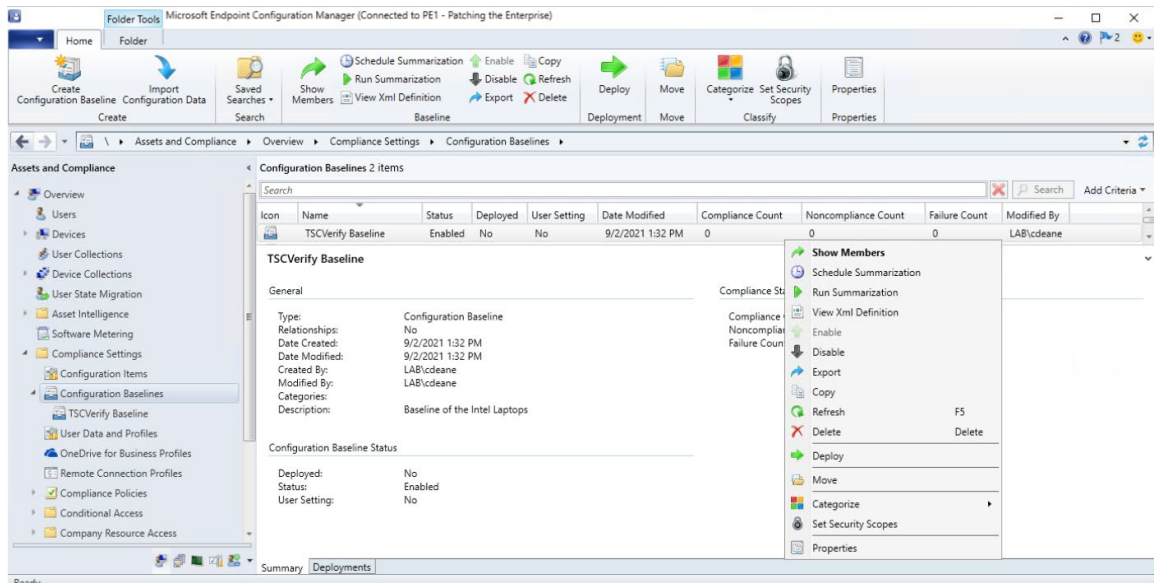 Folder Tools Microsoft Endpoint Configuration Manager (Connected to PE1 - Patching the Enterprise)
Home Folder 2
Create Configuration Baseline
Import Configuration Data
Create
Saved Searches
Search
Show Members
Schedule Summarization
Run Summarization
View Xml Definition
Enable
Disable
Export
Copy
Refresh
Delete
Baseline
Deploy
Deployment
Move
Move
Categorize
Set Security Scopes
Classify
Properties
Properties
\ Assets and Compliance Overview Compliance Settings Configuration Baselines
Assets and Compliance
Overview
Users
Devices
User Collections
Device Collections
User State Migration
Asset Intelligence
Software Metering
Compliance Settings
Configuration Items
Configuration Baselines
TSCVerify Baseline
User Data and Profiles
OneDrive for Business Profiles
Remote Connection Profiles
Compliance Policies
Conditional Access
Company Resource Access
Configuration Baselines 2 items
Search Search Add Criteria
Icon Name Status Deployed User Setting Date Modified Compliance Count Noncompliance Count Failure Count Modified By
TSCVerify Baseline Enabled No No 9/2/2021 1:32 PM 0 0 0 LAB\cdeane
TSCVerify Baseline
General
Type: Configuration Baseline
Relationships: No
Date Created: 9/2/2021 1:32 PM
Date Modified: 9/2/2021 1:32 PM
Created By: LAB\cdeane
Modified By: LAB\cdeane
Categories:
Description: Baseline of the Intel Laptops
Configuration Baseline Status
Deployed: No
Status: Enabled
User Setting: No
Compliance Sta
Compliance
Noncomplian
Failure Coun
Show Members
Schedule Summarization
Run Summarization
View Xml Definition
Enable
Disable
Export
Copy
Refresh F5
Delete Delete
Deploy
Move
Categorize
Set Security Scopes
Properties
Summary Deployments
Ready